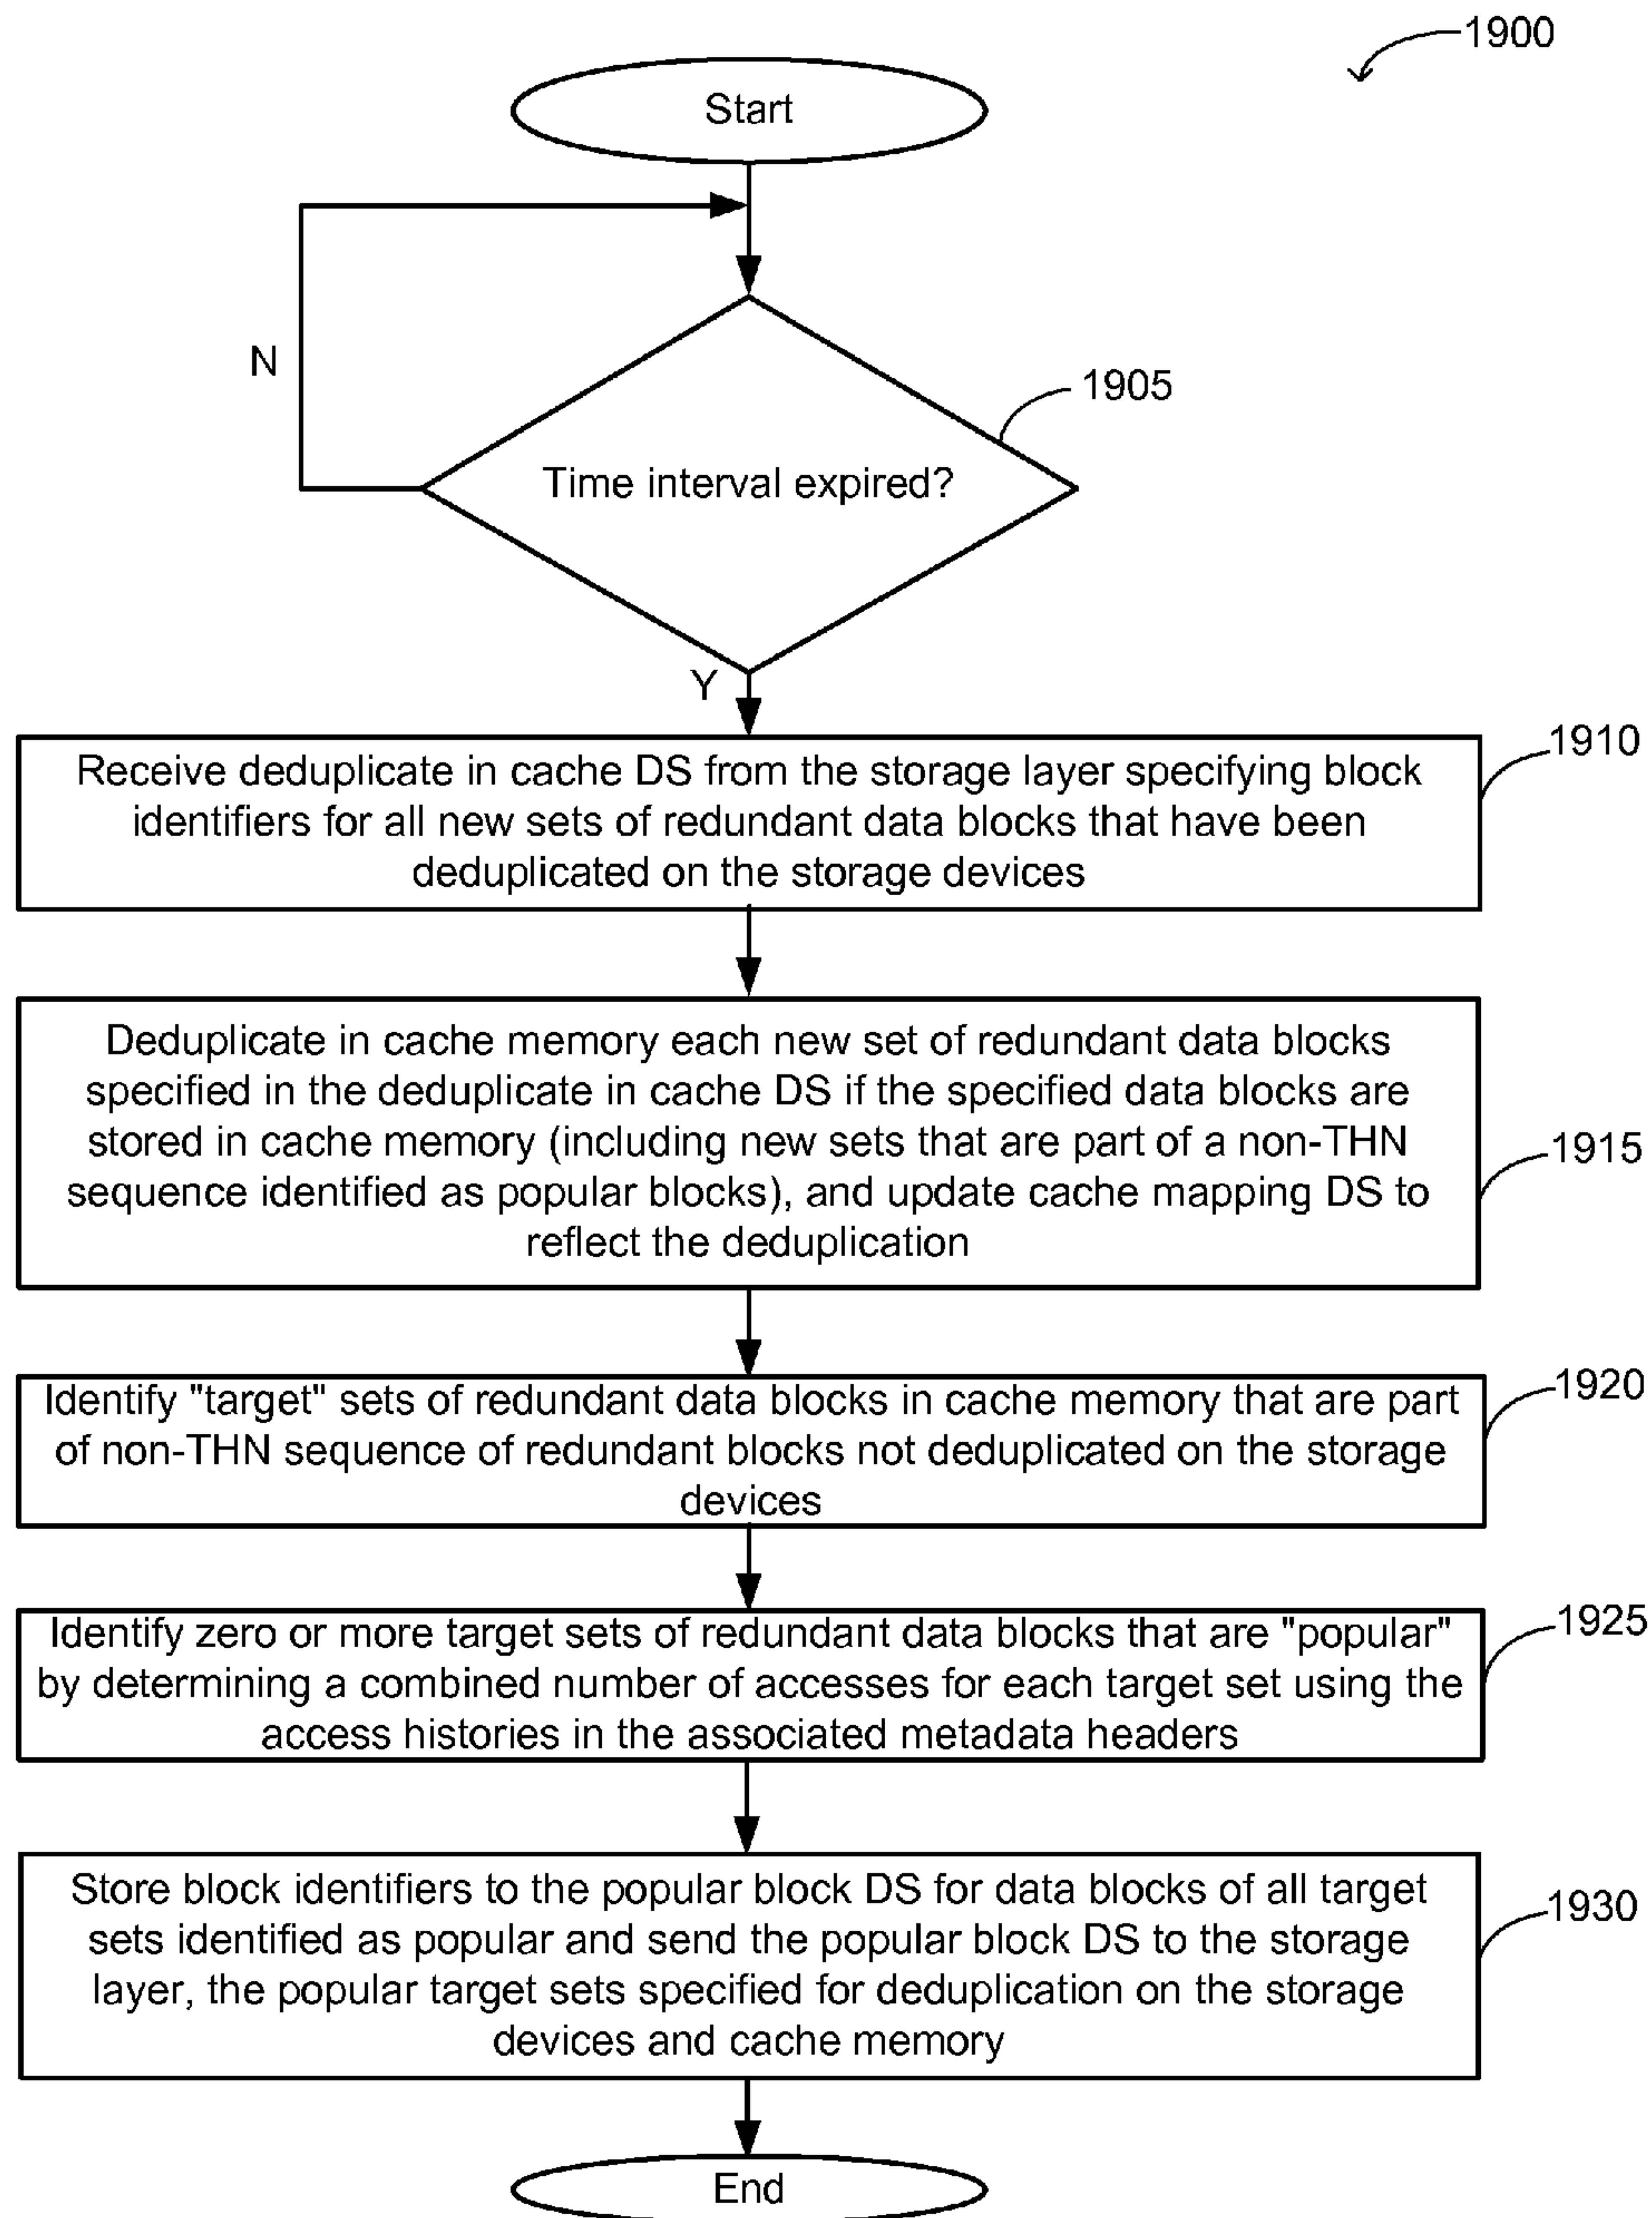 1900
Start
N
1905
Time interval expired?
Y
1910
Receive deduplicate in cache DS from the storage layer specifying block
identifiers for all new sets of redundant data blocks that have been
deduplicated on the storage devices
Deduplicate in cache memory each new set of redundant data blocks
specified in the deduplicate in cache DS if the specified data blocks are
stored in cache memory (including new sets that are part of a non-THN
sequence identified as popular blocks), and update cache mapping DS to
reflect the deduplication
1915
1920
Identify "target" sets of redundant data blocks in cache memory that are part
of non-THN sequence of redundant blocks not deduplicated on the storage
devices
1925
Identify zero or more target sets of redundant data blocks that are "popular"
by determining a combined number of accesses for each target set using the
access histories in the associated metadata headers
1930
Store block identifiers to the popular block DS for data blocks of all target
sets identified as popular and send the popular block DS to the storage
layer, the popular target sets specified for deduplication on the storage
devices and cache memory
End